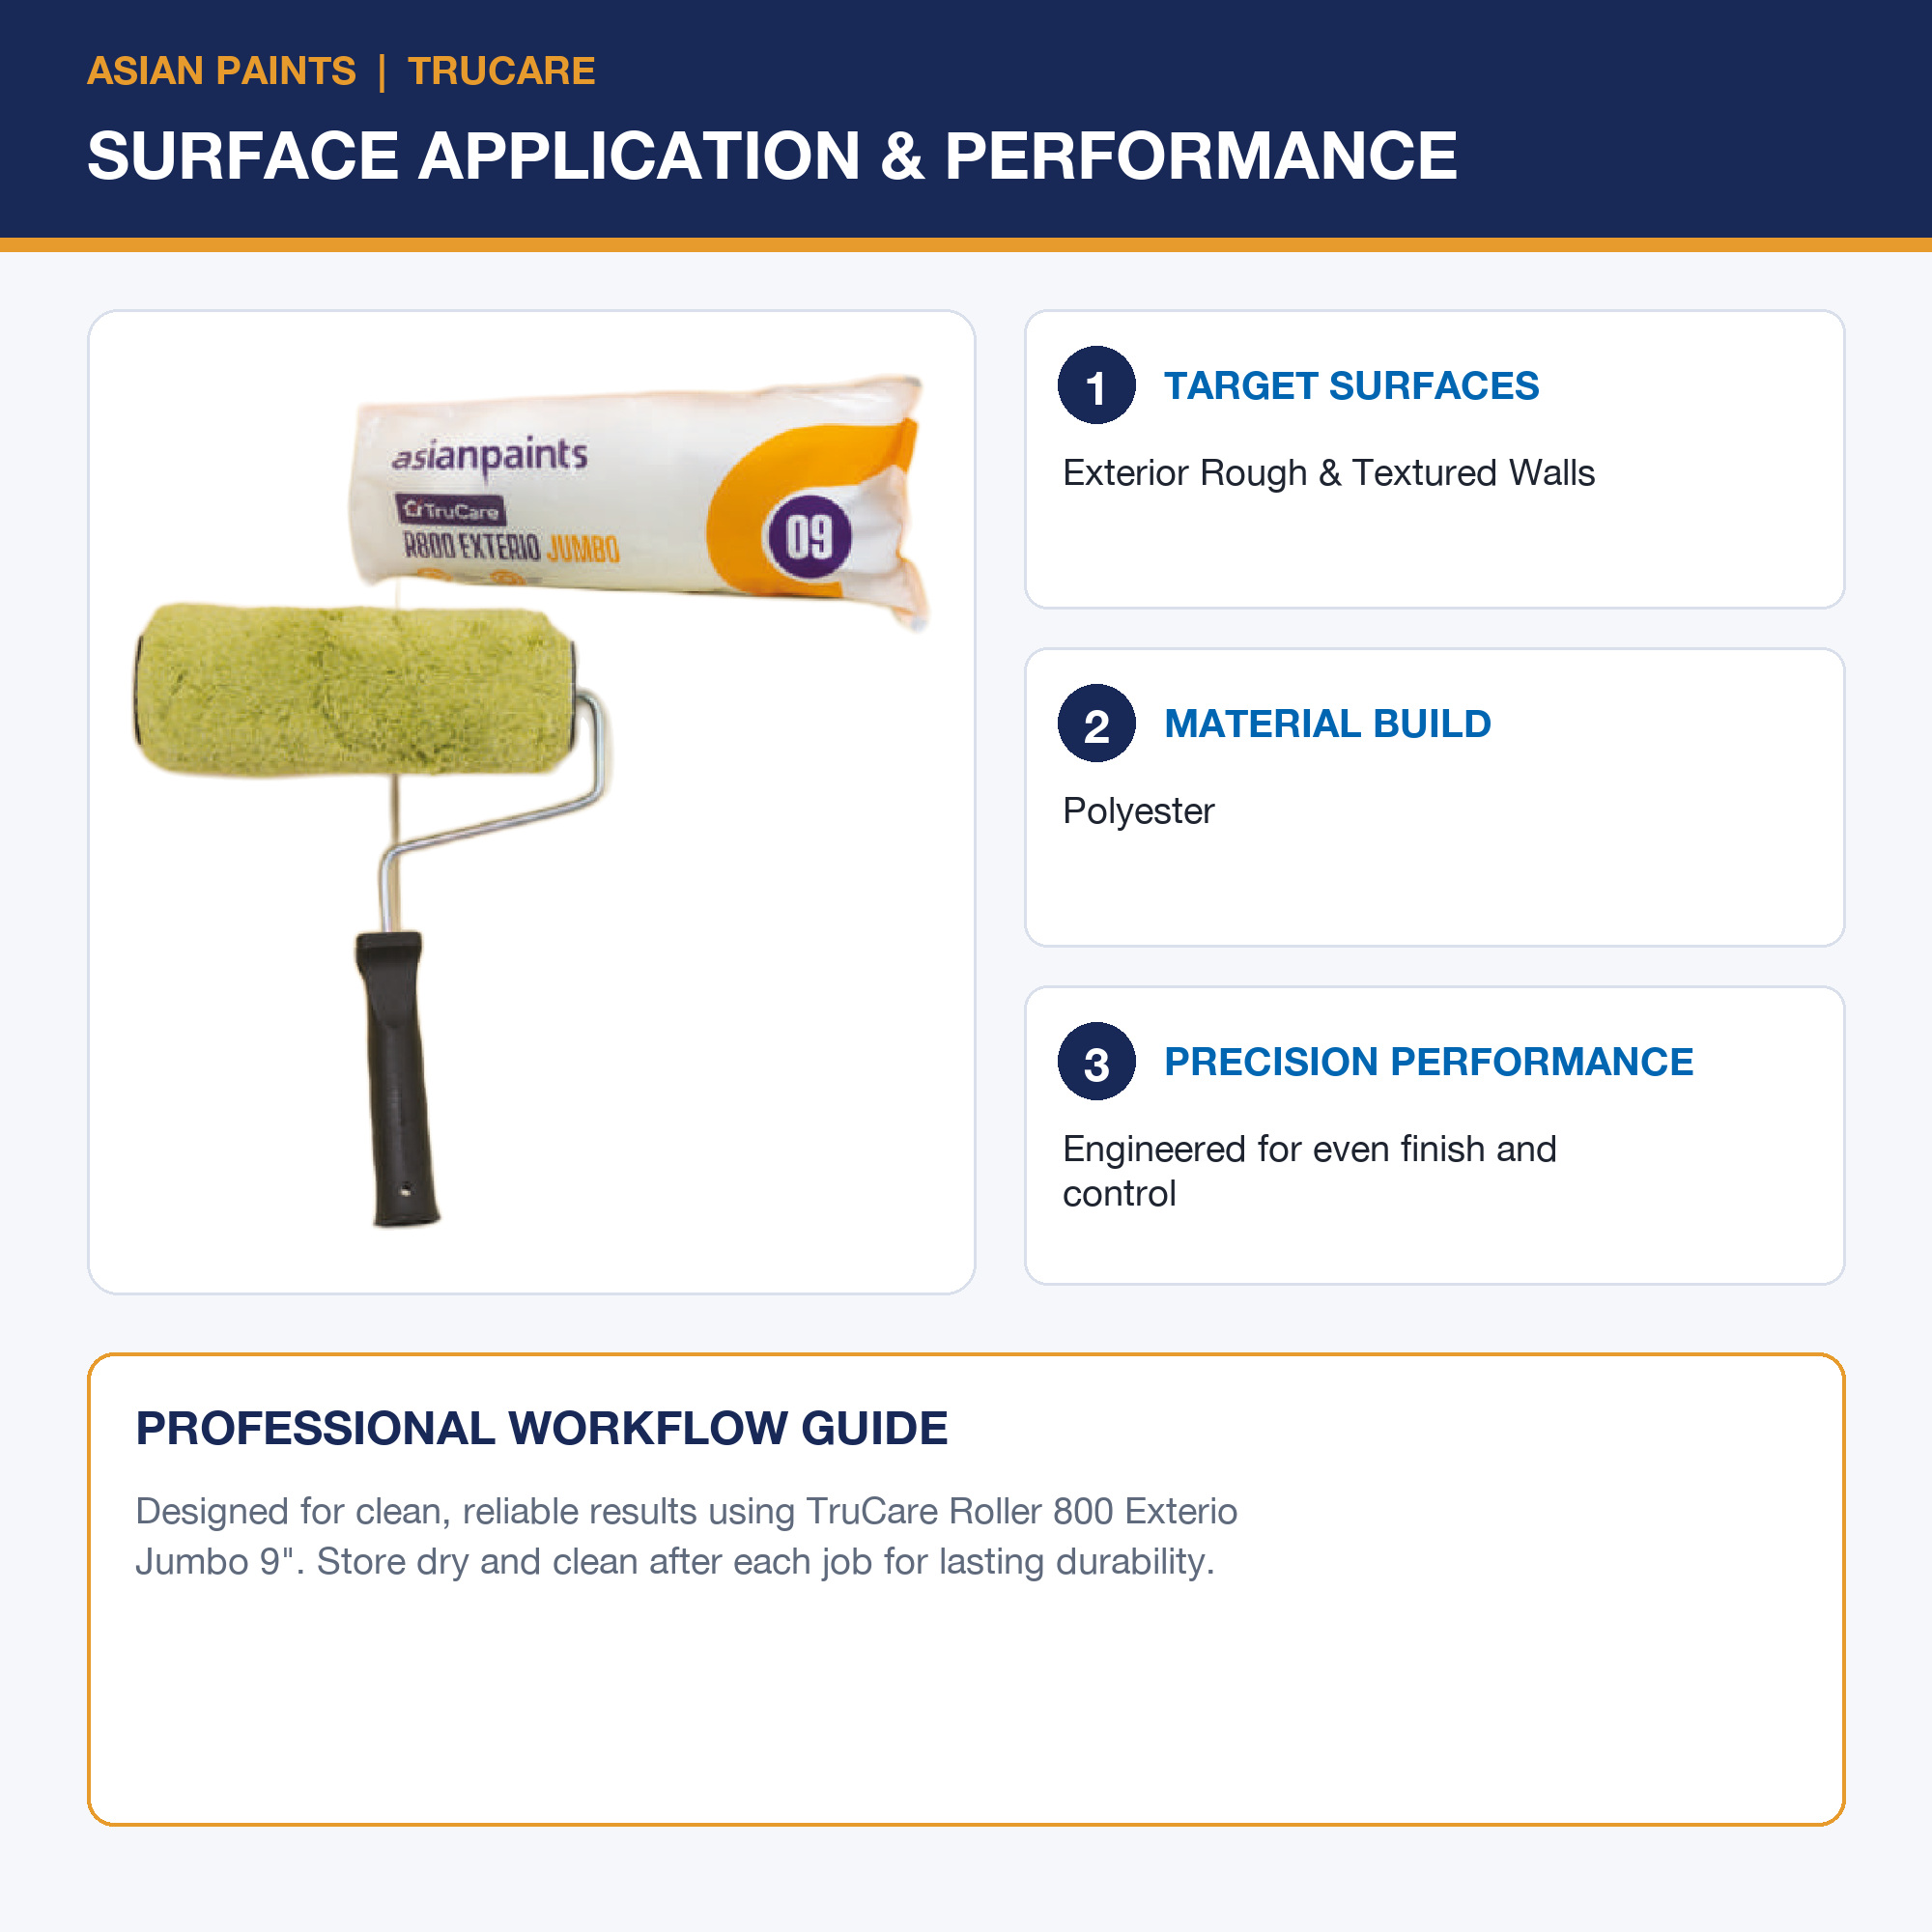 ASIAN PAINTS | TRUCARE
SURFACE APPLICATION & PERFORMANCE
asianpaints
TruCare
R800 EXTERIO JUMBO
09
1 TARGET SURFACES
Exterior Rough & Textured Walls
2 MATERIAL BUILD
Polyester
3 PRECISION PERFORMANCE
Engineered for even finish and
control
PROFESSIONAL WORKFLOW GUIDE
Designed for clean, reliable results using TruCare Roller 800 Exterio
Jumbo 9". Store dry and clean after each job for lasting durability.